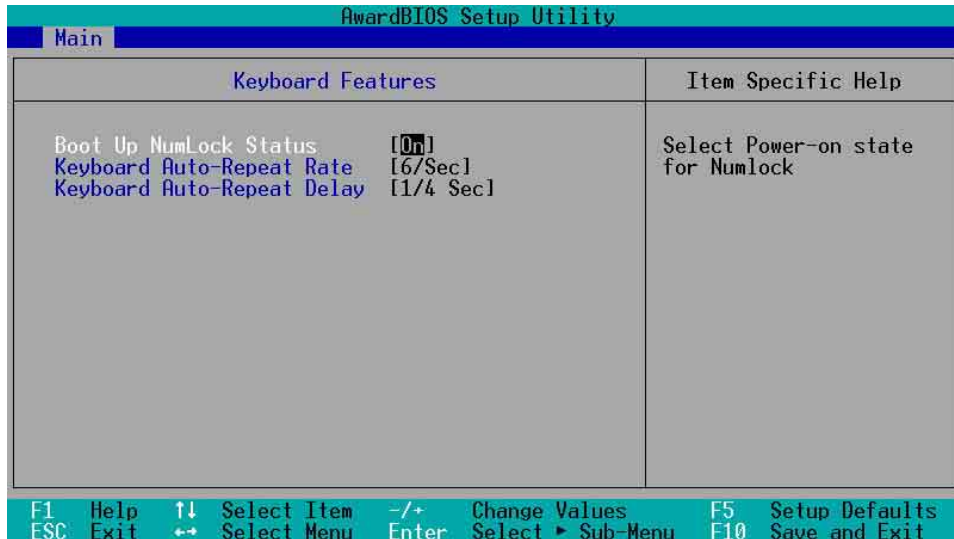 AwardBIOS Setup Utility
Main
Keyboard Features
Item Specific Help
Boot Up NumLock Status [On]
Keyboard Auto-Repeat Rate [6/Sec]
Keyboard Auto-Repeat Delay [1/4 Sec]
Select Power-on state
for Numlock
F1 Help ↑↓ Select Item -/+ Change Values F5 Setup Defaults
ESC Exit ←→ Select Menu Enter Select ► Sub-Menu F10 Save and Exit